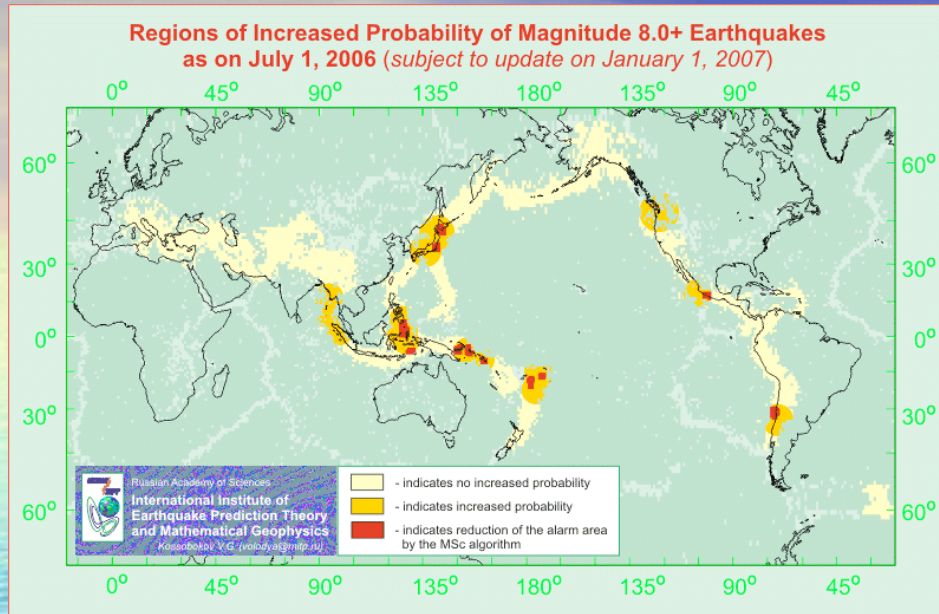 Regions of Increased Probability of Magnitude 8.0+ Earthquakes
as on July 1, 2006 (subject to update on January 1, 2007)
0° 45° 90° 135° 180° 135° 90° 45°
60° 60°
30° 30°
0° 0°
30° 30°
60° 60°
Russian Academy of Sciences
International Institute of
Earthquake Prediction Theory
and Mathematical Geophysics
Kossobokov V.G. (volodya@mitp.ru)
- indicates no increased probability
- indicates increased probability
- indicates reduction of the alarm area
by the MSc algorithm
0° 45° 90° 135° 180° 135° 90° 45°